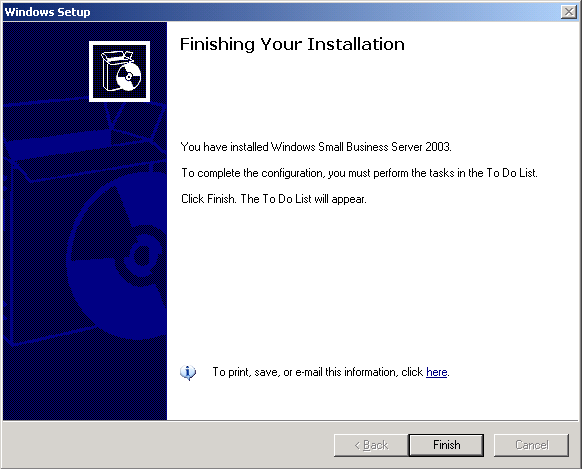 Windows Setup
Finishing Your Installation
You have installed Windows Small Business Server 2003.
To complete the configuration, you must perform the tasks in the To Do List.
Click Finish. The To Do List will appear.
To print, save, or e-mail this information, click here.
< Back
Finish
Cancel